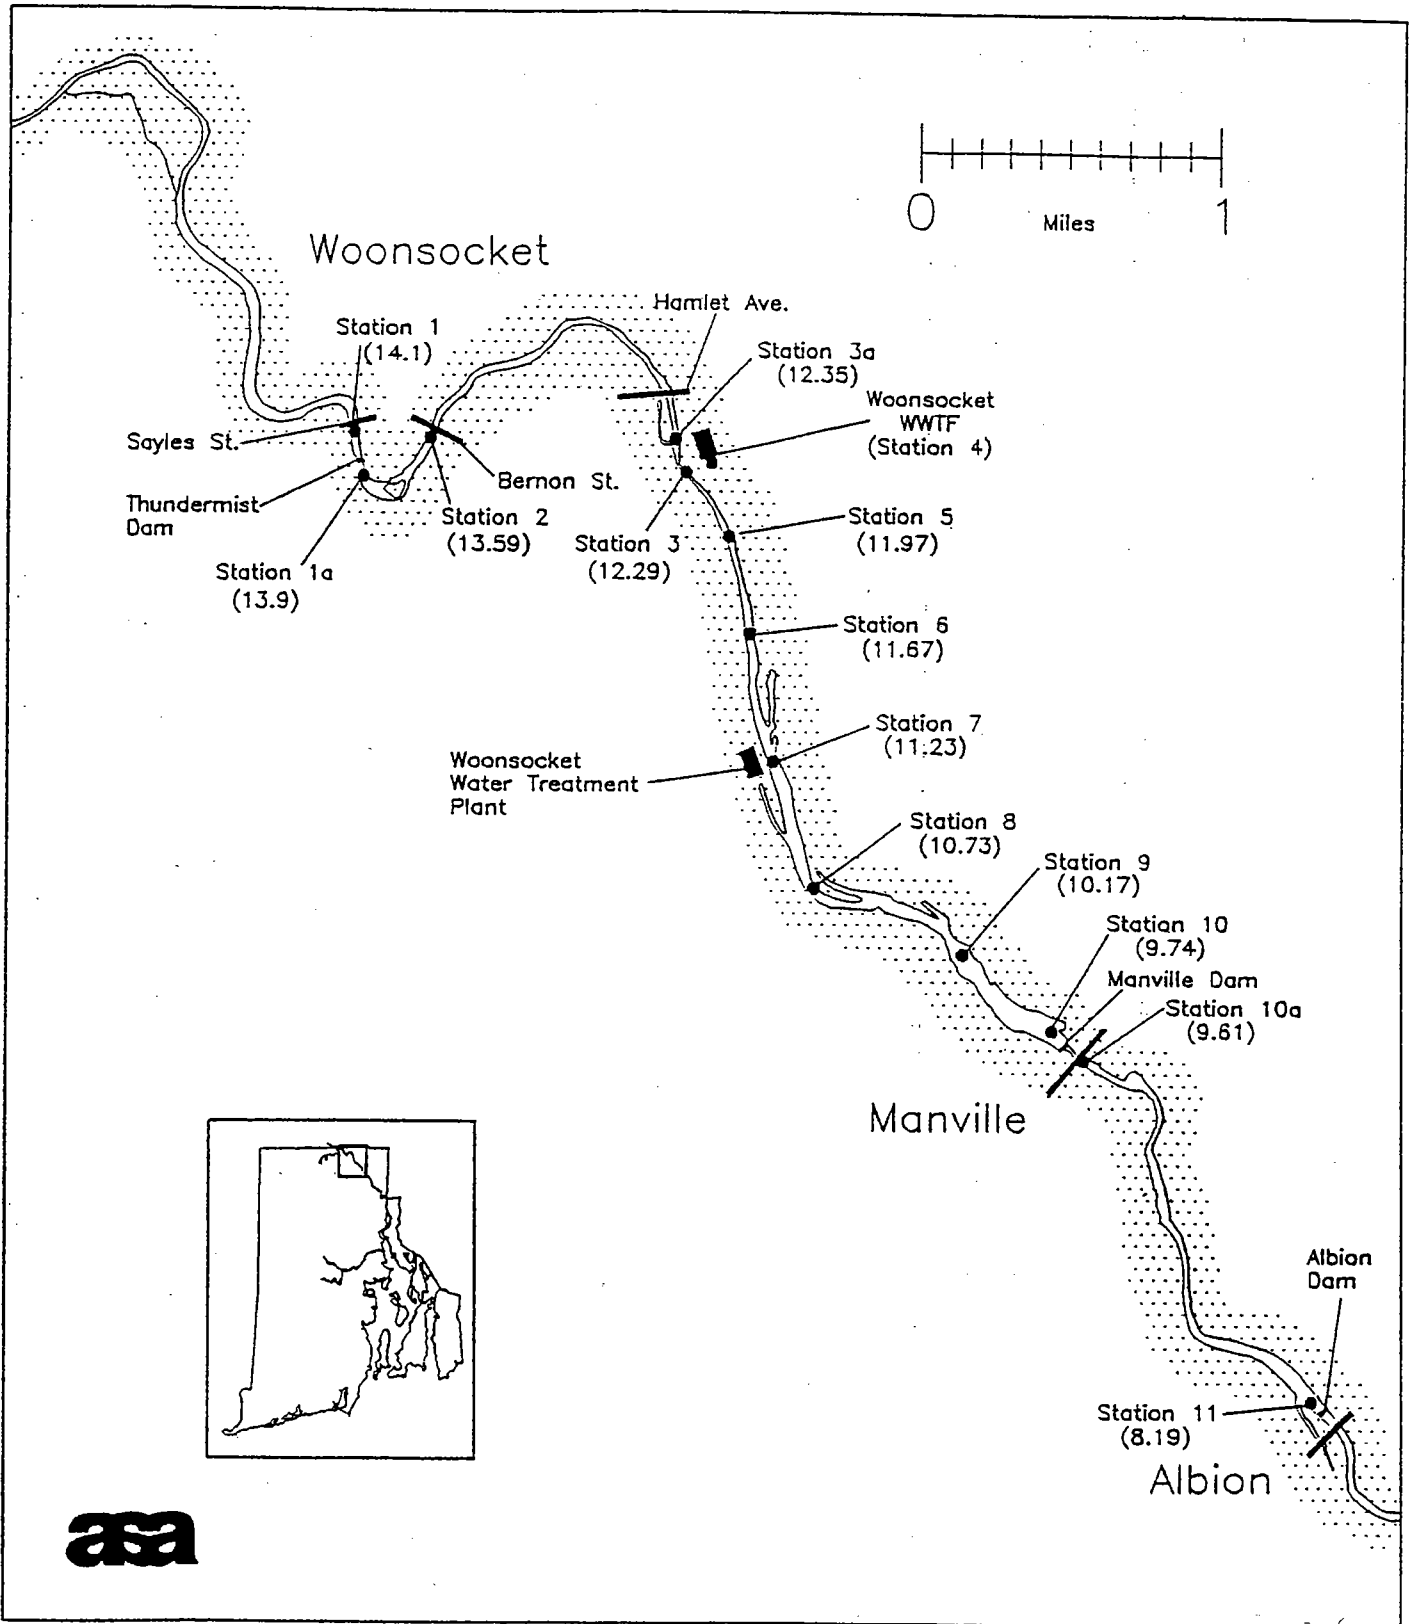 0
1
Miles
Woonsocket
Hamlet Ave.
Station 1
(14.1)
Station 3a
(12.35)
Woonsocket
WWTF
(Station 4)
Sayles St.
Bernon St.
Thundermist
Dam
Station 2
(13.59)
Station 5
(11.97)
Station 3
(12.29)
Station 1a
(13.9)
Station 6
(11.67)
Station 7
(11.23)
Woonsocket
Water Treatment
Plant
Station 8
(10.73)
Station 9
(10.17)
Station 10
(9.74)
Manville Dam
Station 10a
(9.61)
Manville
Albion
Dam
Station 11
(8.19)
Albion
asa